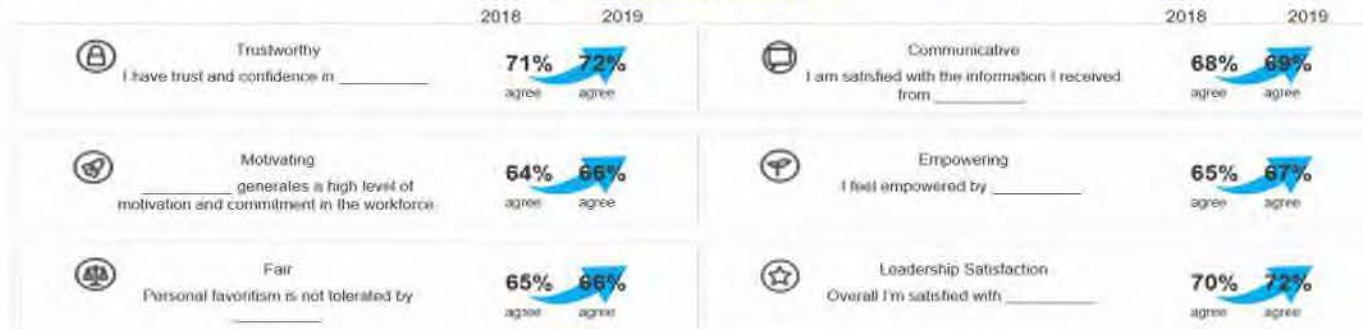 2018 2019
Trustworthy
I have trust and confidence in __________
71% 72%
agree agree
Motivating
__________ generates a high level of
motivation and commitment in the workforce
64% 66%
agree agree
Fair
Personal favoritism is not tolerated by
__________
65% 66%
agree agree
2018 2019
Communicative
I am satisfied with the information I received
from __________
68% 69%
agree agree
Empowering
I feel empowered by __________
65% 67%
agree agree
Leadership Satisfaction
Overall I'm satisfied with __________
70% 72%
agree agree